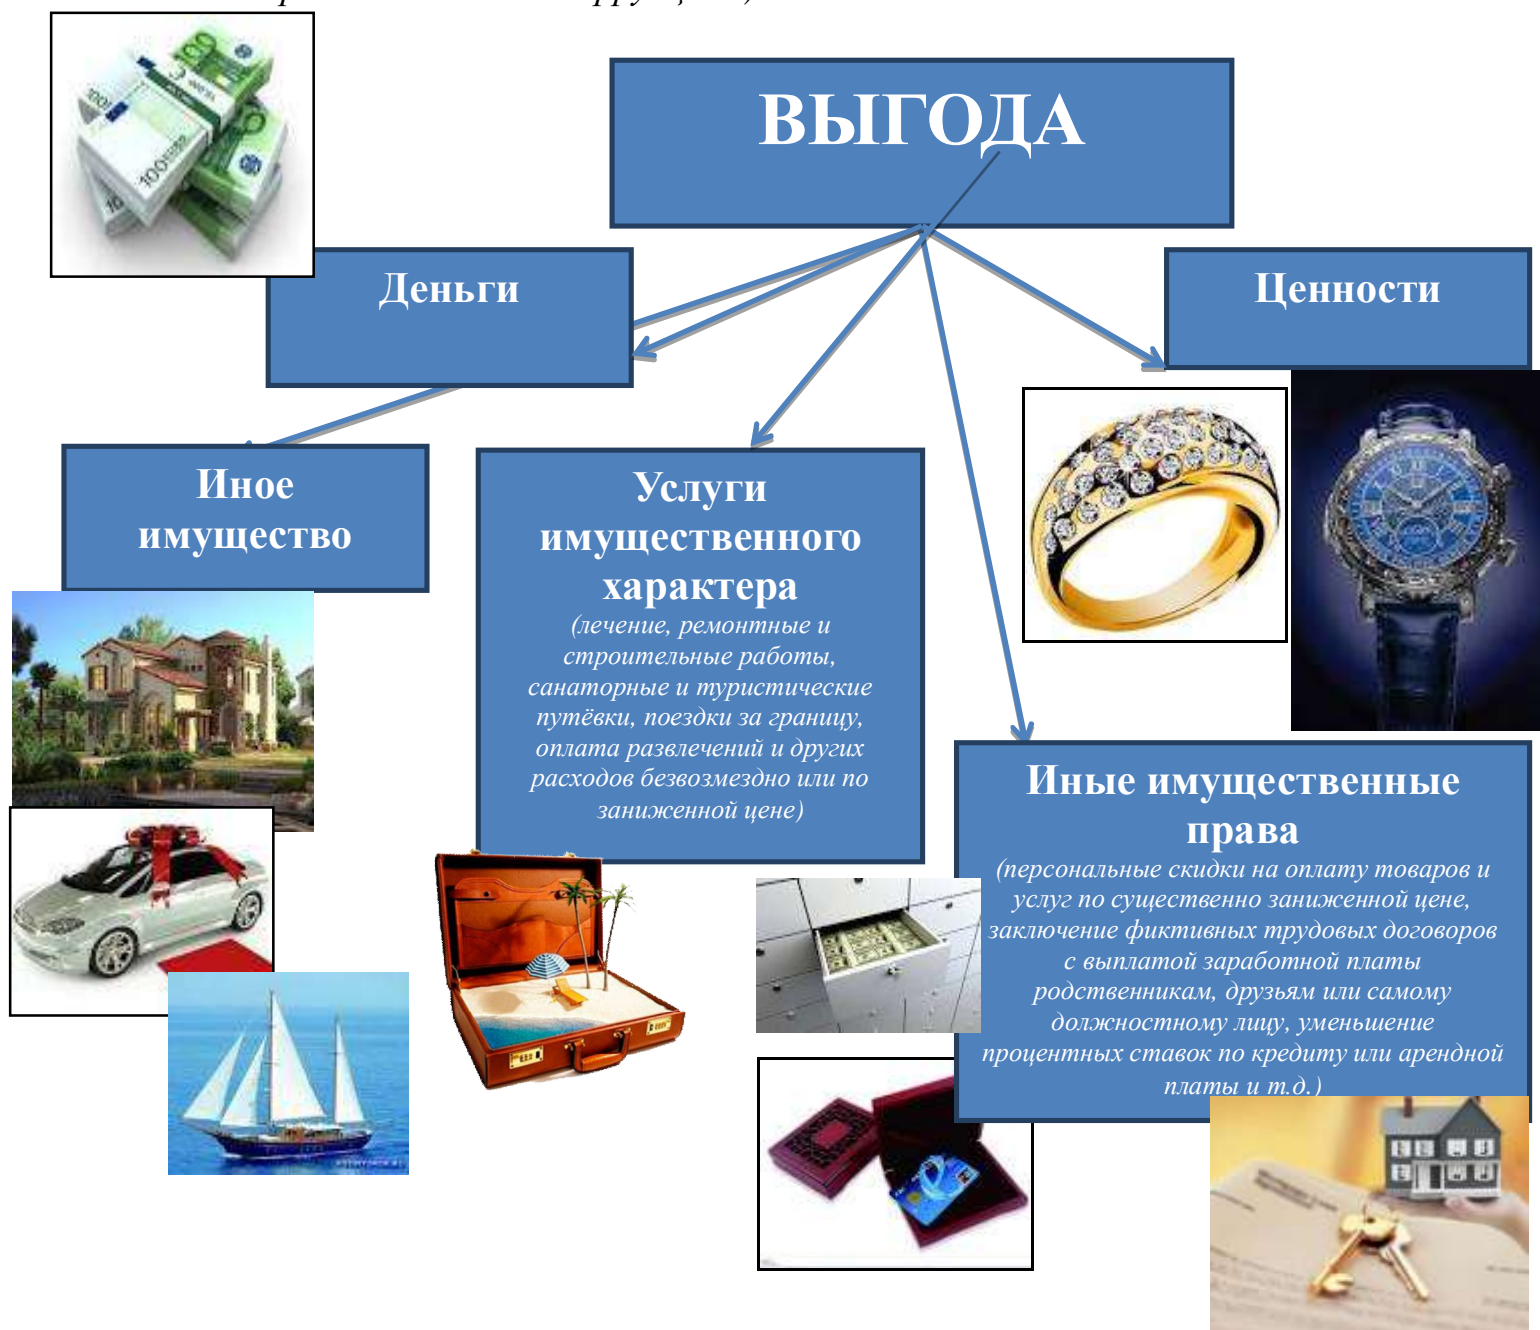 ВЫГОДА
Деньги
Ценности
Иное
имущество
Услуги
имущественного
характера
(лечение, ремонтные и
строительные работы,
санаторные и туристические
путёвки, поездки за границу,
оплата развлечений и других
расходов безвозмездно или по
заниженной цене)
Иные имущественные
права
(персональные скидки на оплату товаров и
услуг по существенно заниженной цене,
заключение фиктивных трудовых договоров
с выплатой заработной платы
родственникам, друзьям или самому
должностному лицу, уменьшение
процентных ставок по кредиту или арендной
платы и т.д.)
100
100